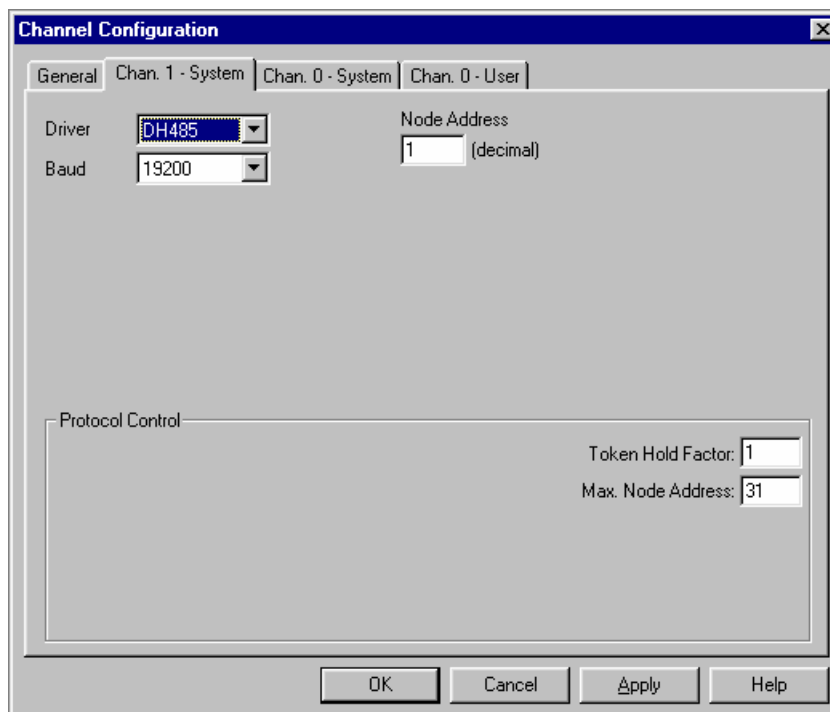 Channel Configuration
General Chan. 1 - System Chan. 0 - System Chan. 0 - User
Driver DH485 Node Address
1 (decimal)
Baud 19200
Protocol Control
Token Hold Factor: 1
Max. Node Address: 31
OK Cancel Apply Help